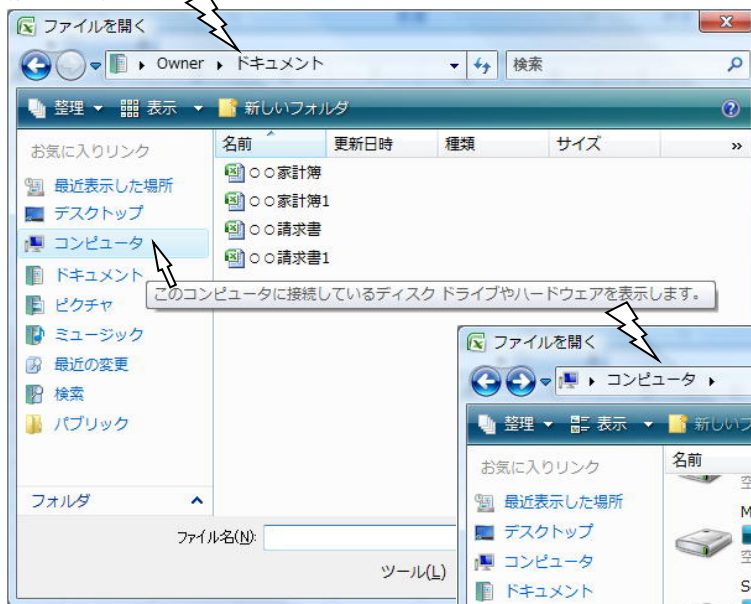 ファイルを開く
Owner ドキュメント
検索
整理 表示 新しいフォルダ
お気に入りリンク
最近表示した場所
デスクトップ
コンピュータ
ドキュメント
ピクチャ
ミュージック
最近の変更
検索
パブリック
フォルダ
名前 更新日時 種類 サイズ »
○○家計簿
○○家計簿1
○○請求書
○○請求書1
このコンピュータに接続しているディスク ドライブやハードウェアを表示します。
ファイル名(N):
ツール(L)
ファイルを開く
コンピュータ
整理 表示 新しいフ
お気に入りリンク
最近表示した場所
デスクトップ
コンピュータ
ドキュメント
名前
空
M
空
S